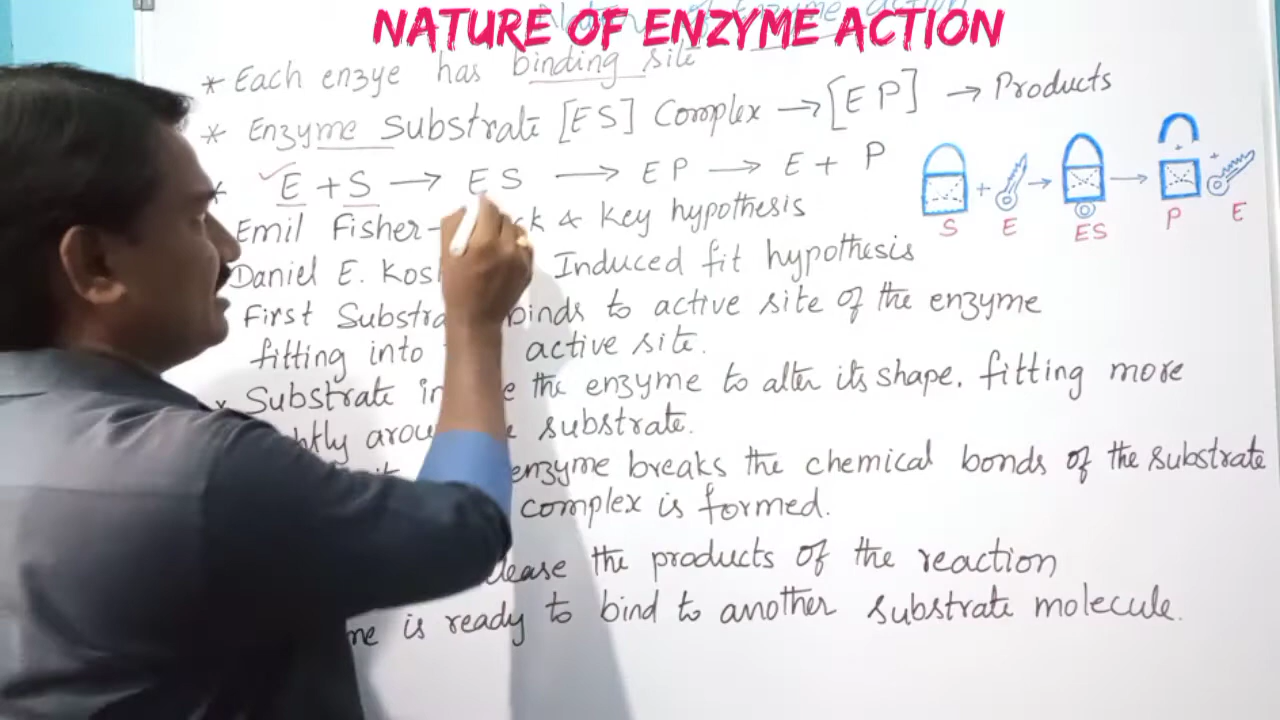 NATURE OF ENZYME ACTION
* Each enzye has binding site
* Enzyme Substrate [ES] Complex → [EP] → Products
* E + S → ES → EP → E + P
Emil Fisher - & key hypothesis
Daniel E. Induced fit hypothesis
First binds to active site of the enzyme
fitting into active site.
* Substrate the enzyme to alter its shape. fitting more
substrate.
enzyme breaks the chemical bonds of the substrate
complex is formed.
the products of the reaction
is ready to bind to another substrate molecule.
S + E → ES → P + E